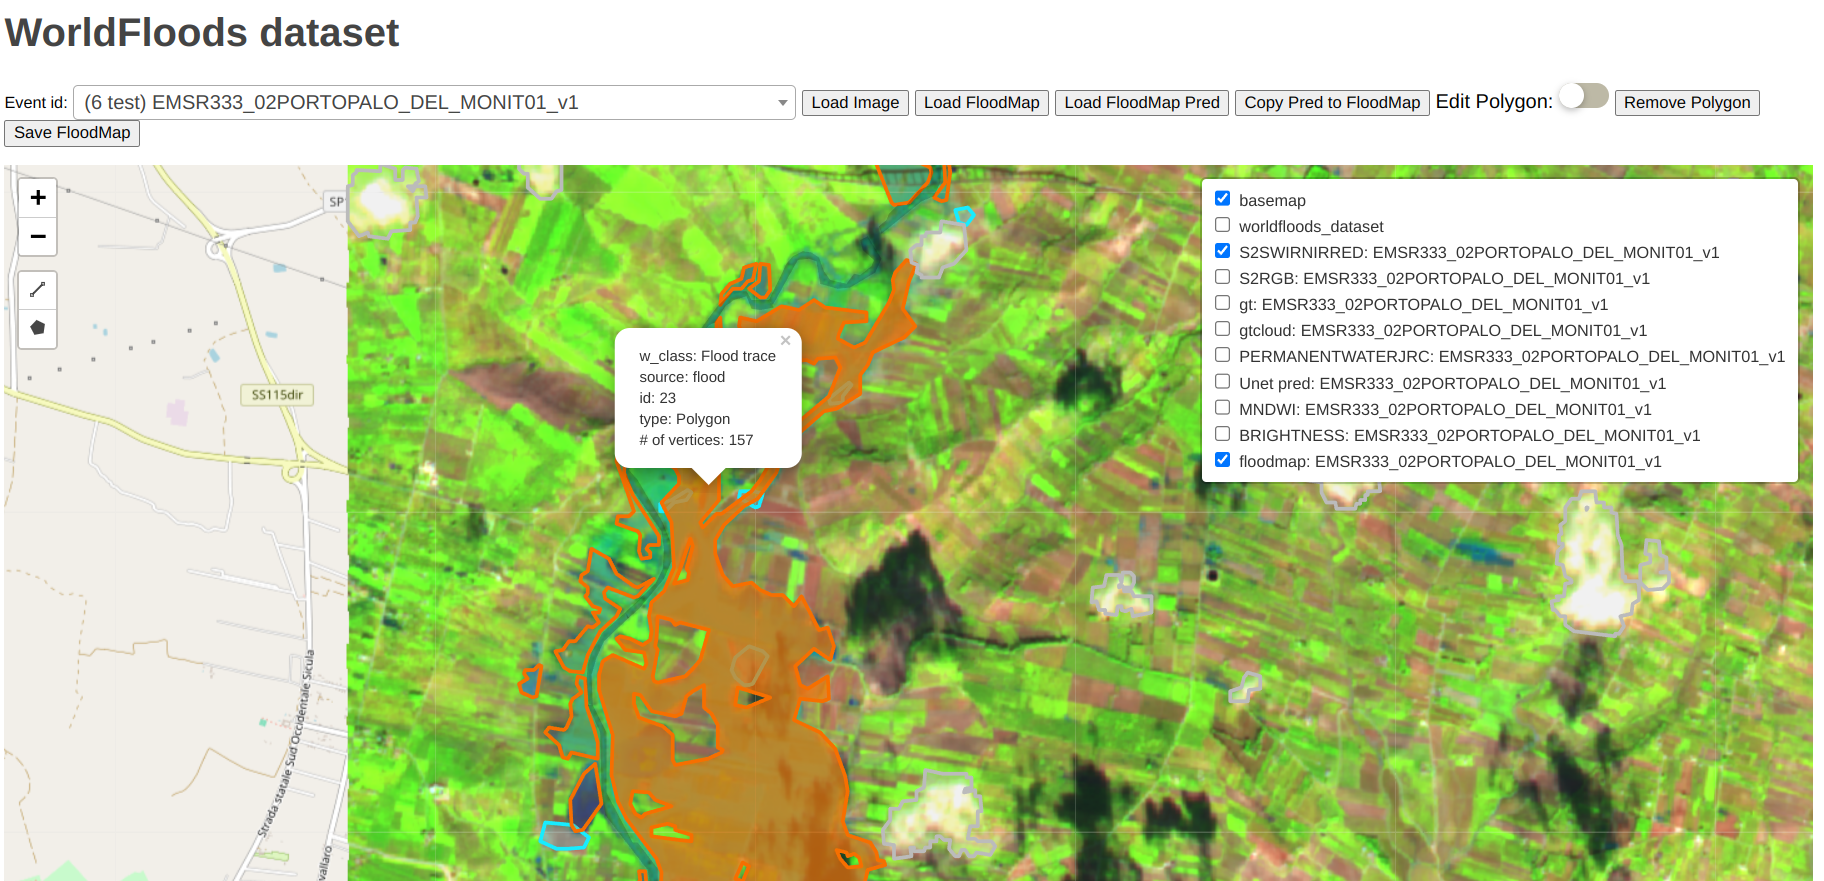 WorldFloods dataset
Event id: (6 test) EMSR333_02PORTOPALO_DEL_MONIT01_v1 Load Image Load FloodMap Load FloodMap Pred Copy Pred to FloodMap Edit Polygon: Remove Polygon
Save FloodMap
+
−
SP
SS115dir
Strada statale Sud Occidentale Sicula
vallaro
×
w_class: Flood trace
source: flood
id: 23
type: Polygon
# of vertices: 157
basemap
worldfloods_dataset
S2SWIRNIRRED: EMSR333_02PORTOPALO_DEL_MONIT01_v1
S2RGB: EMSR333_02PORTOPALO_DEL_MONIT01_v1
gt: EMSR333_02PORTOPALO_DEL_MONIT01_v1
gtcloud: EMSR333_02PORTOPALO_DEL_MONIT01_v1
PERMANENTWATERJRC: EMSR333_02PORTOPALO_DEL_MONIT01_v1
Unet pred: EMSR333_02PORTOPALO_DEL_MONIT01_v1
MNDWI: EMSR333_02PORTOPALO_DEL_MONIT01_v1
BRIGHTNESS: EMSR333_02PORTOPALO_DEL_MONIT01_v1
floodmap: EMSR333_02PORTOPALO_DEL_MONIT01_v1